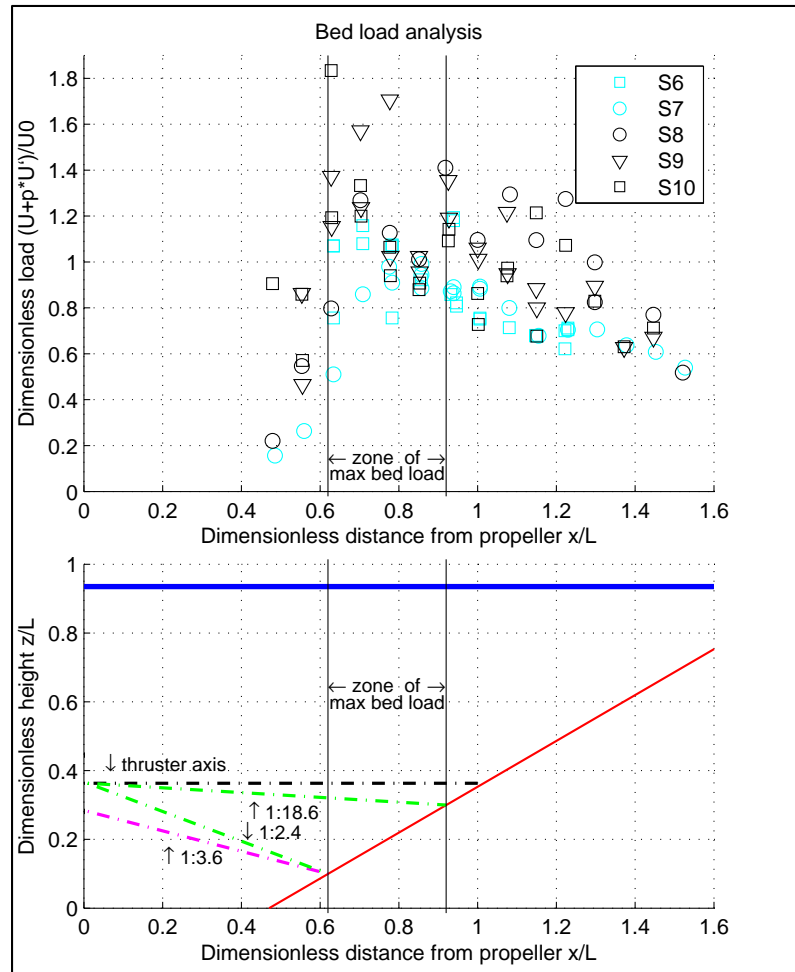 Bed load analysis
Dimensionless load (U+p*U')/U0
1.8
1.6
1.4
1.2
1
0.8
0.6
0.4
0.2
0
S6
S7
S8
S9
S10
← zone of →
max bed load
0 0.2 0.4 0.6 0.8 1 1.2 1.4 1.6
Dimensionless distance from propeller x/L
Dimensionless height z/L
1
0.8
0.6
0.4
0.2
0
← zone of →
max bed load
↓ thruster axis
↑ 1:18.6
↓ 1:2.4
↑ 1:3.6
0 0.2 0.4 0.6 0.8 1 1.2 1.4 1.6
Dimensionless distance from propeller x/L